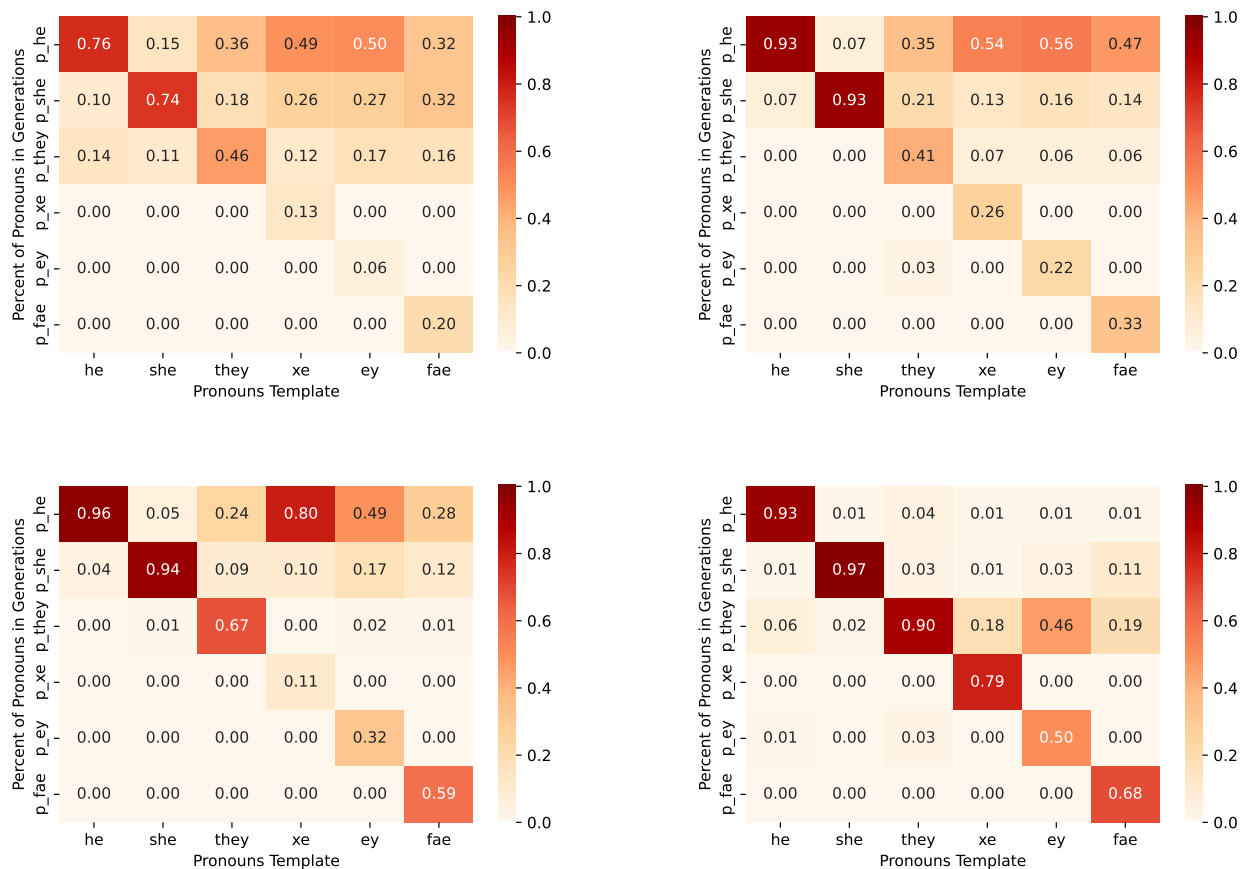 Percent of Pronouns in Generations
p_he 0.76 0.15 0.36 0.49 0.50 0.32
p_she 0.10 0.74 0.18 0.26 0.27 0.32
p_they 0.14 0.11 0.46 0.12 0.17 0.16
p_xe 0.00 0.00 0.00 0.13 0.00 0.00
p_ey 0.00 0.00 0.00 0.00 0.06 0.00
p_fae 0.00 0.00 0.00 0.00 0.00 0.20
he she they xe ey fae
Pronouns Template
1.0
0.8
0.6
0.4
0.2
0.0
Percent of Pronouns in Generations
p_he 0.93 0.07 0.35 0.54 0.56 0.47
p_she 0.07 0.93 0.21 0.13 0.16 0.14
p_they 0.00 0.00 0.41 0.07 0.06 0.06
p_xe 0.00 0.00 0.00 0.26 0.00 0.00
p_ey 0.00 0.00 0.03 0.00 0.22 0.00
p_fae 0.00 0.00 0.00 0.00 0.00 0.33
he she they xe ey fae
Pronouns Template
1.0
0.8
0.6
0.4
0.2
0.0
Percent of Pronouns in Generations
p_he 0.96 0.05 0.24 0.80 0.49 0.28
p_she 0.04 0.94 0.09 0.10 0.17 0.12
p_they 0.00 0.01 0.67 0.00 0.02 0.01
p_xe 0.00 0.00 0.00 0.11 0.00 0.00
p_ey 0.00 0.00 0.00 0.00 0.32 0.00
p_fae 0.00 0.00 0.00 0.00 0.00 0.59
he she they xe ey fae
Pronouns Template
1.0
0.8
0.6
0.4
0.2
0.0
Percent of Pronouns in Generations
p_he 0.93 0.01 0.04 0.01 0.01 0.01
p_she 0.01 0.97 0.03 0.01 0.03 0.11
p_they 0.06 0.02 0.90 0.18 0.46 0.19
p_xe 0.00 0.00 0.00 0.79 0.00 0.00
p_ey 0.01 0.00 0.03 0.00 0.50 0.00
p_fae 0.00 0.00 0.00 0.00 0.00 0.68
he she they xe ey fae
Pronouns Template
1.0
0.8
0.6
0.4
0.2
0.0